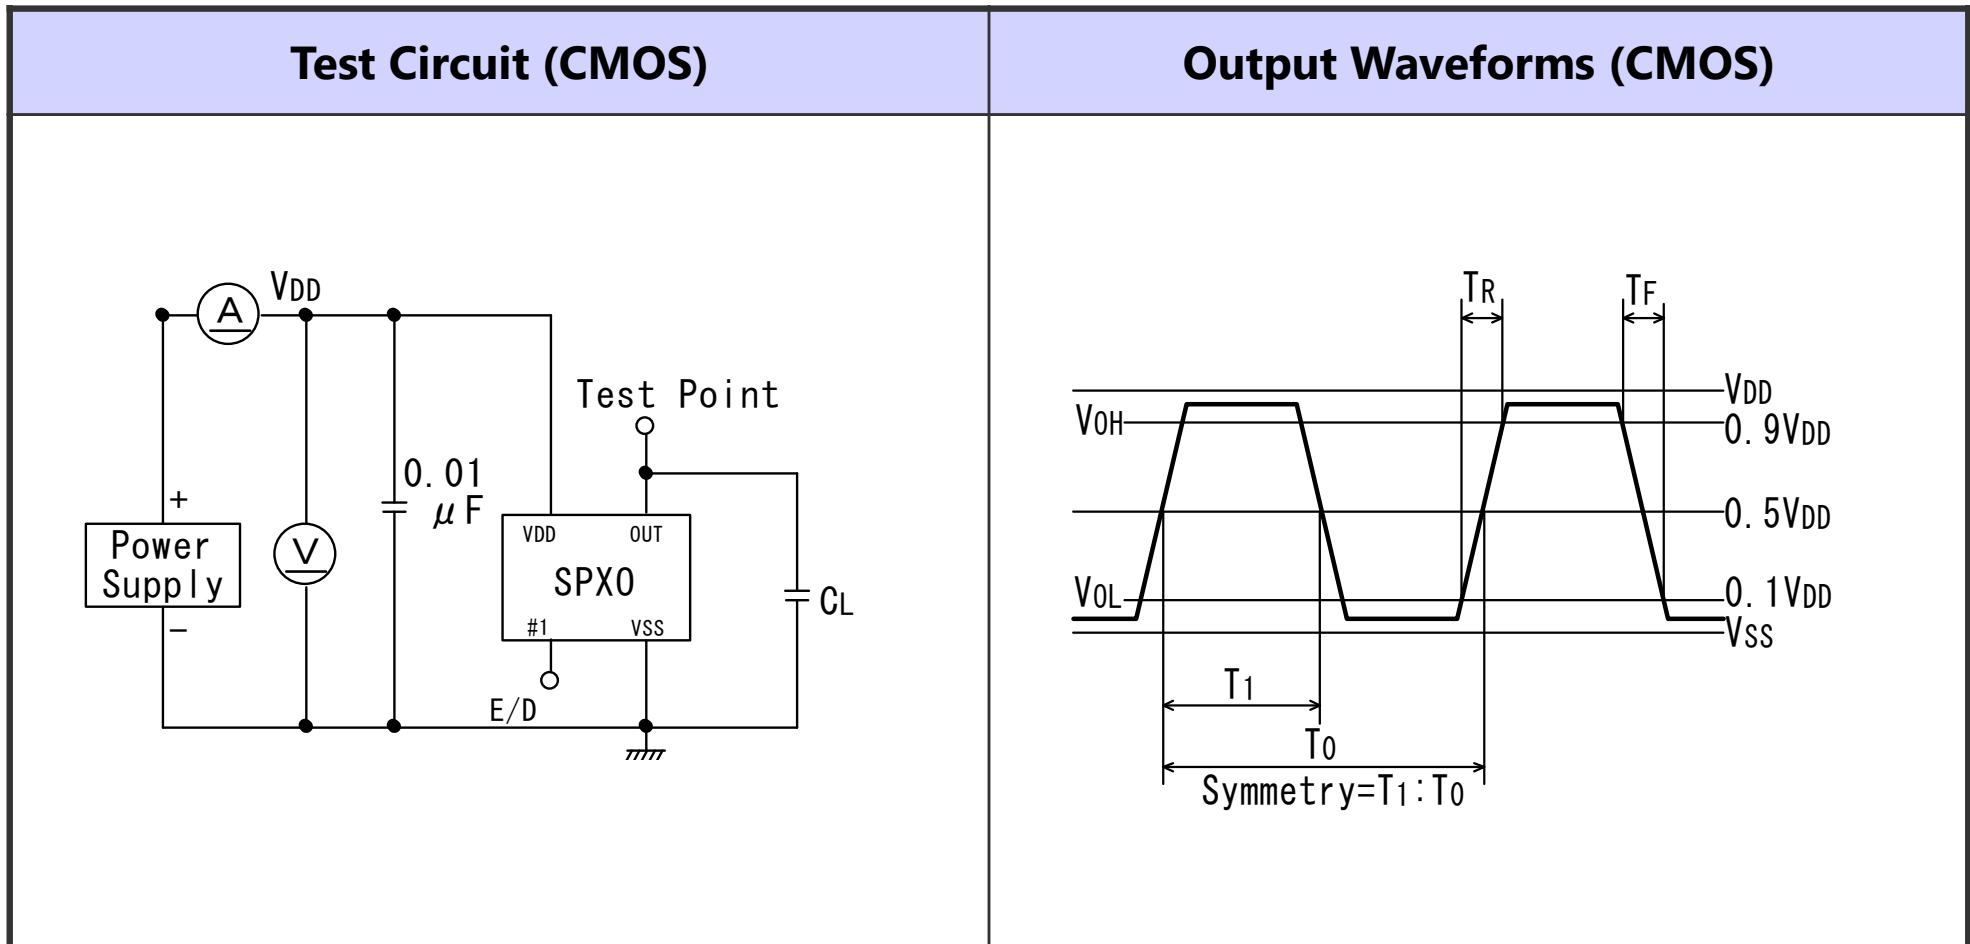 Test Circuit (CMOS)
Output Waveforms (CMOS)
A
VDD
Test Point
0.01
μF
+
Power
Supply
−
V
VDD OUT
SPXO
#1 VSS
CL
E/D
TR TF
VDD
VOH
0.9VDD
0.5VDD
VOL
0.1VDD
VSS
T1
T0
Symmetry=T1:T0